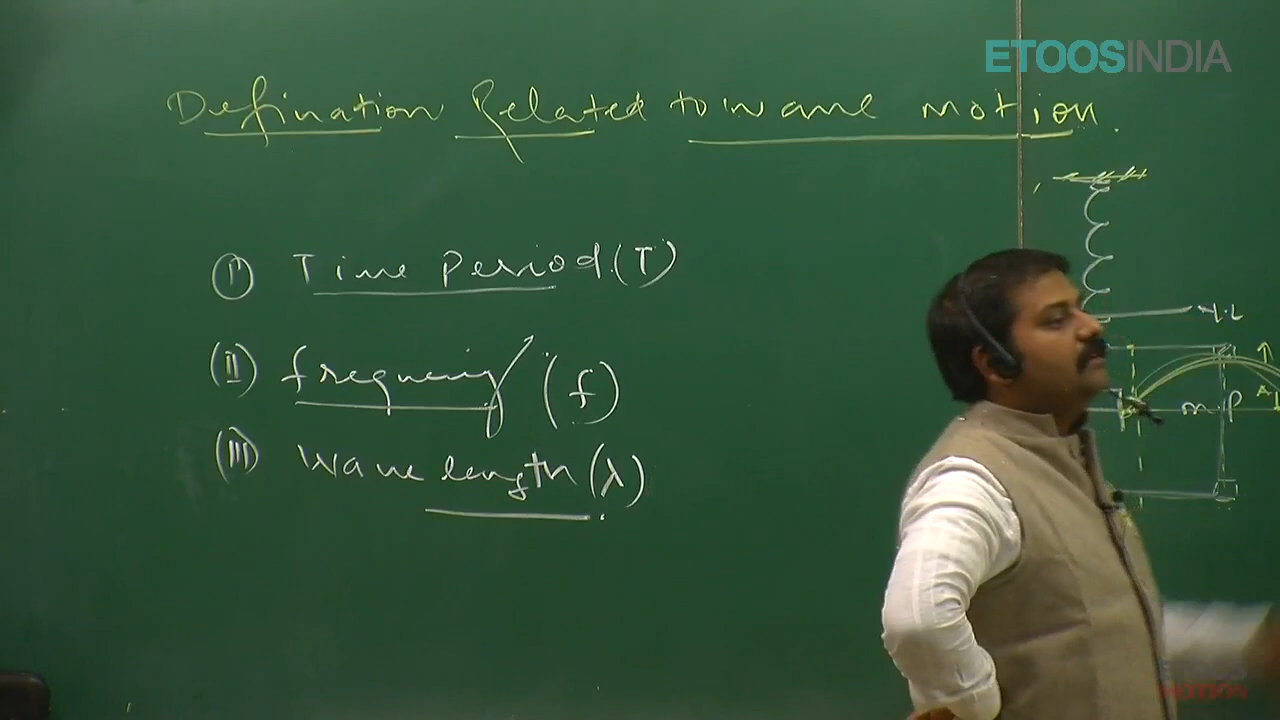 ETOOSINDIA
Defination Related to wave motion.
(I) Time Period (T)
(II) frequency (f)
(III) Wave length (λ)
m P